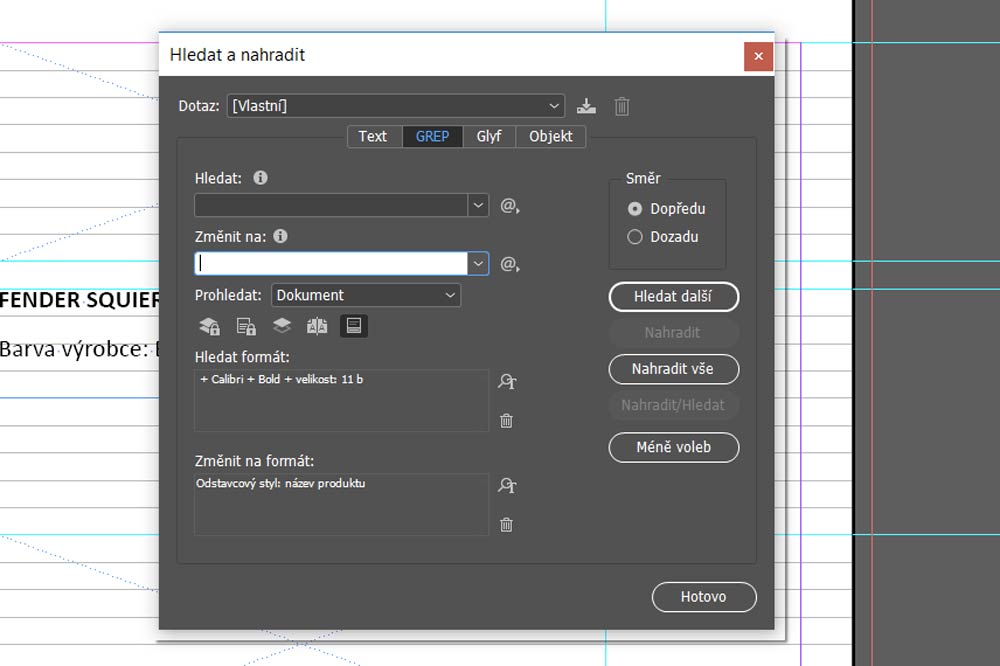 Hledat a nahradit
Dotaz: [Vlastní]
Text GREP Glyf Objekt
Hledat:
Změnit na:
Prohledat: Dokument
Hledat formát:
+ Calibri + Bold + velikost: 11 b
Změnit na formát:
Odstavcový styl: název produktu
Směr
Dopředu
Dozadu
Hledat další
Nahradit
Nahradit vše
Nahradit/Hledat
Méně voleb
Hotovo
FENDER SQUIER
Barva výrobce: